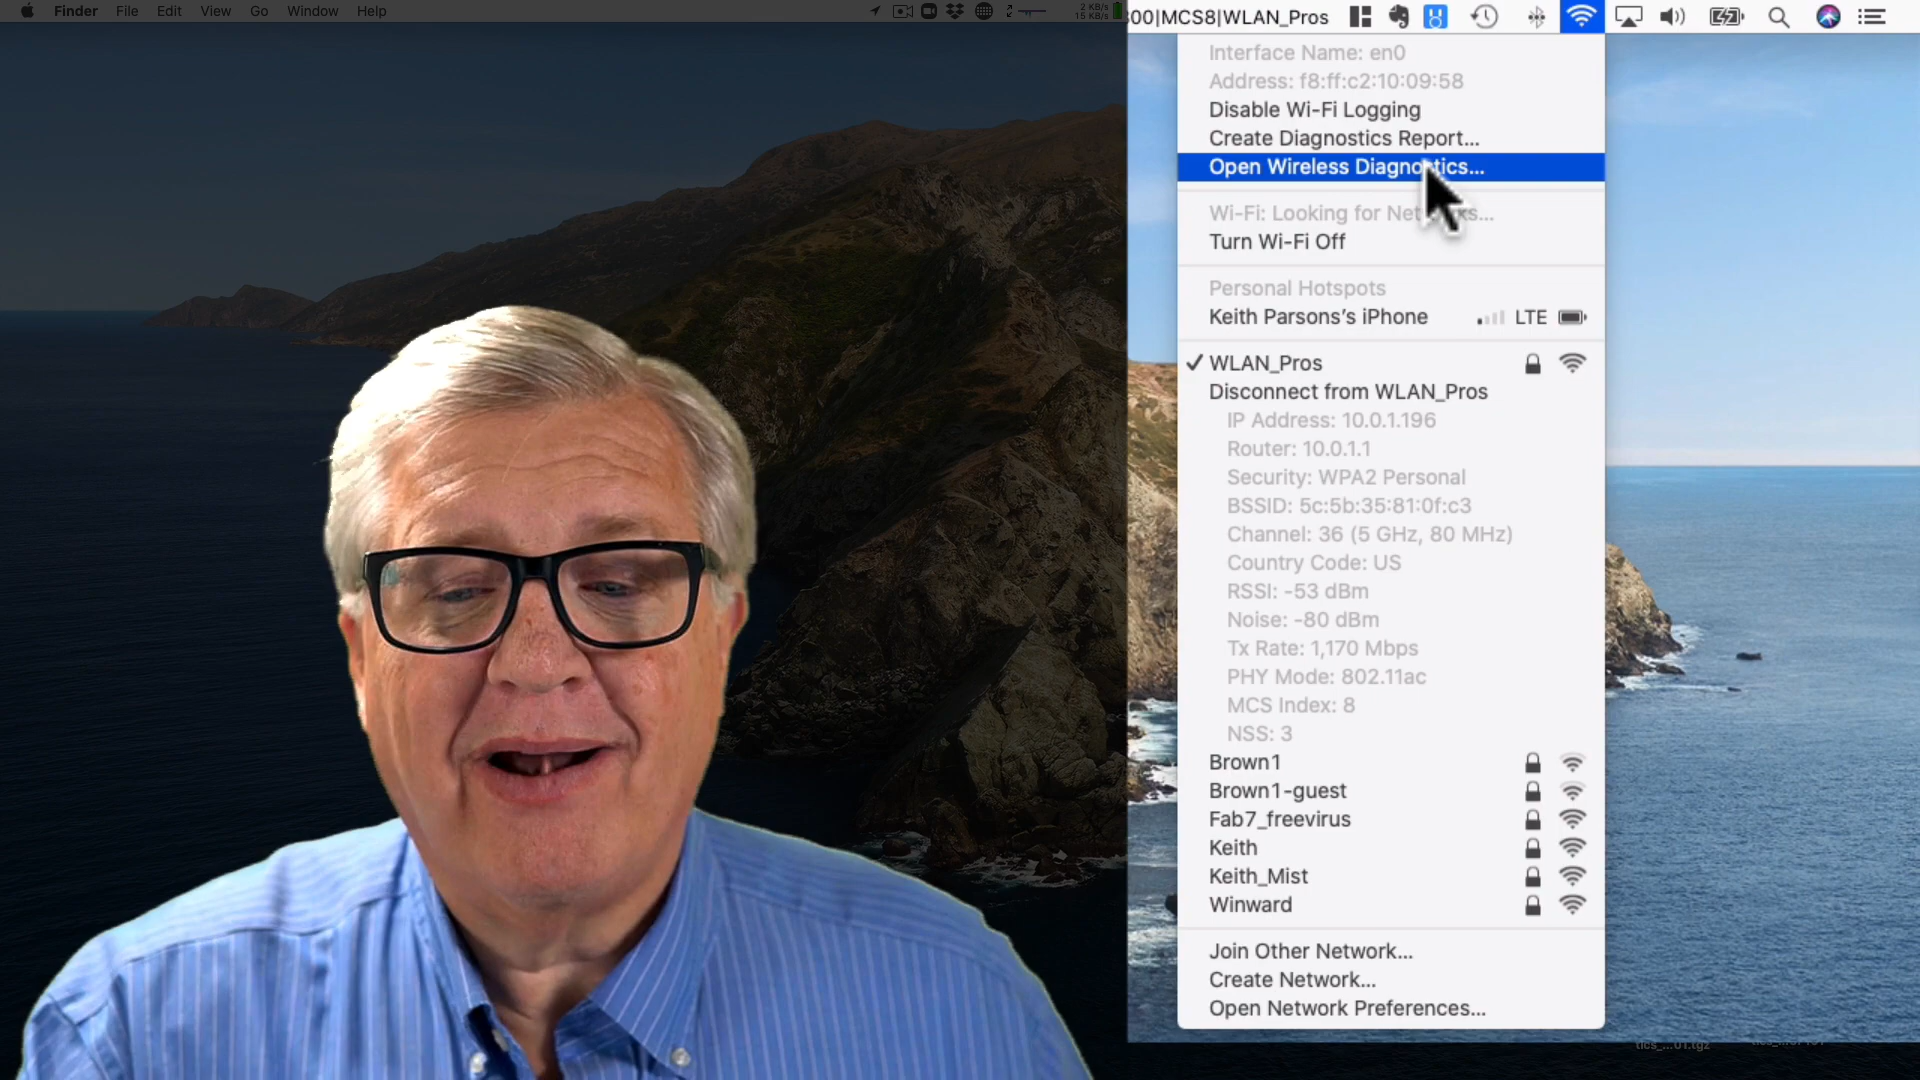 Finder File Edit View Go Window Help
2 KB/s
15 KB/s
00|MCS8|WLAN_Pros
Interface Name: en0
Address: f8:ff:c2:10:09:58
Disable Wi-Fi Logging
Create Diagnostics Report...
Open Wireless Diagnostics...
Wi-Fi: Looking for Networks...
Turn Wi-Fi Off
Personal Hotspots
Keith Parsons’s iPhone LTE
WLAN_Pros
Disconnect from WLAN_Pros
IP Address: 10.0.1.196
Router: 10.0.1.1
Security: WPA2 Personal
BSSID: 5c:5b:35:81:0f:c3
Channel: 36 (5 GHz, 80 MHz)
Country Code: US
RSSI: -53 dBm
Noise: -80 dBm
Tx Rate: 1,170 Mbps
PHY Mode: 802.11ac
MCS Index: 8
NSS: 3
Brown1
Brown1-guest
Fab7_freevirus
Keith
Keith_Mist
Winward
Join Other Network...
Create Network...
Open Network Preferences...